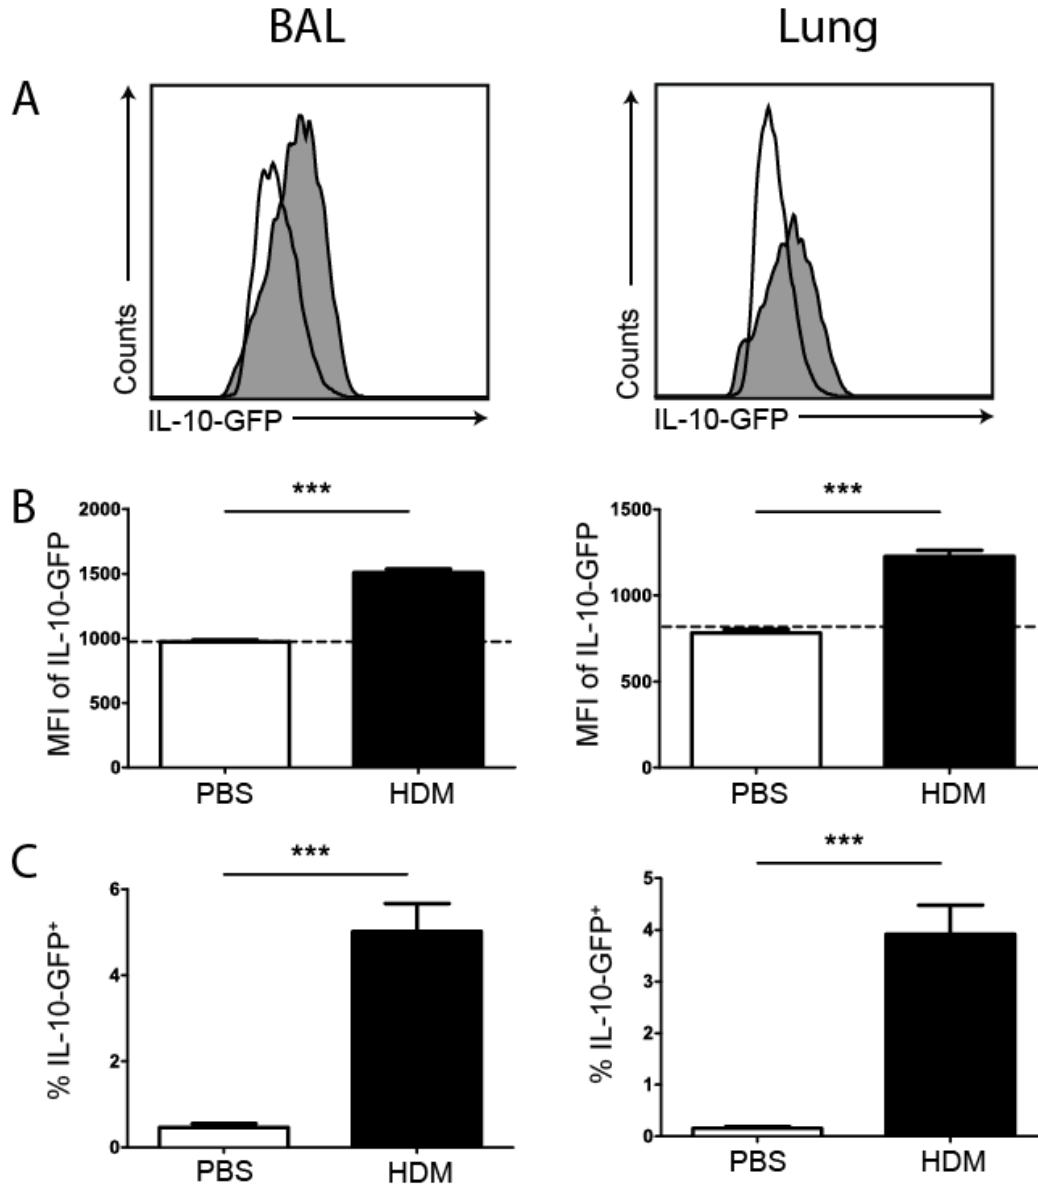 BAL
Lung
A
Counts
IL-10-GFP
Counts
IL-10-GFP
B
MFI of IL-10-GFP
2000
1500
1000
500
0
***
PBS
HDM
MFI of IL-10-GFP
1500
1000
500
0
***
PBS
HDM
C
% IL-10-GFP⁺
6
4
2
0
***
PBS
HDM
% IL-10-GFP⁺
5
4
3
2
1
0
***
PBS
HDM